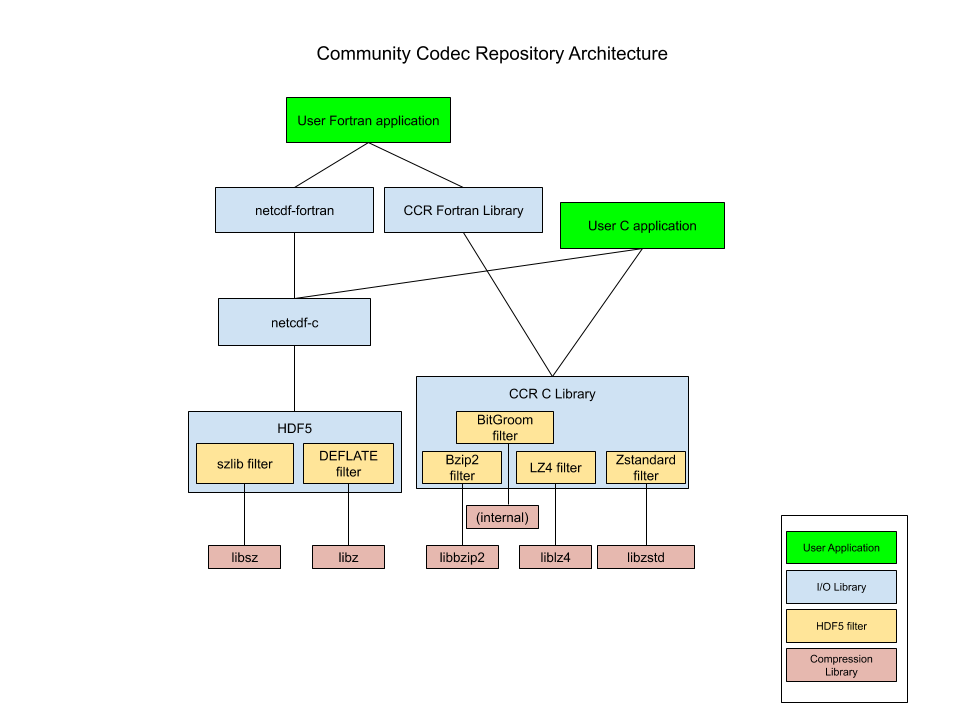 Community Codec Repository Architecture
User Fortran application
netcdf-fortran
CCR Fortran Library
User C application
netcdf-c
CCR C Library
HDF5
BitGroom
filter
szlib filter
DEFLATE
filter
Bzip2
filter
LZ4 filter
Zstandard
filter
(internal)
libsz
libz
libbzip2
liblz4
libzstd
User Application
I/O Library
HDF5 filter
Compression
Library